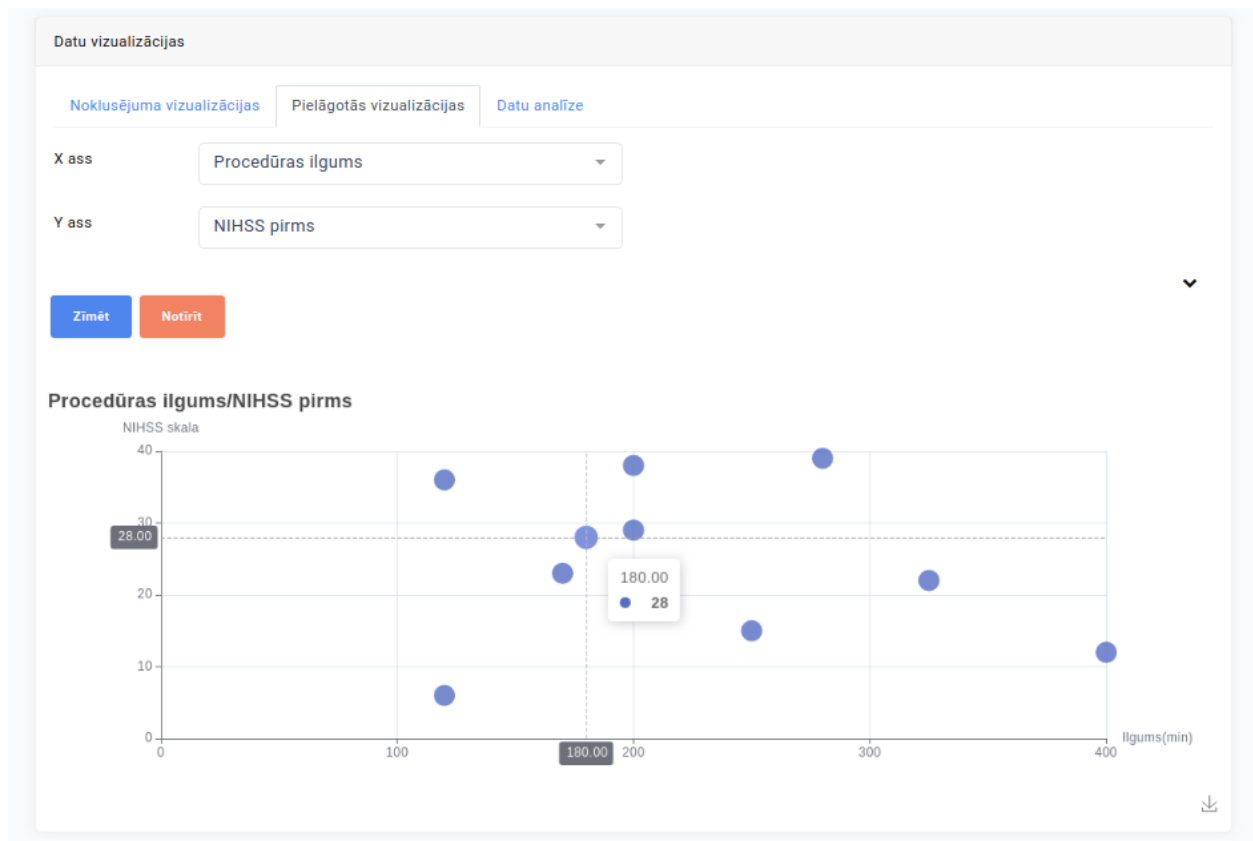 Datu vizualizācijas
Noklusējuma vizualizācijas Pielāgotās vizualizācijas Datu analīze
X ass Procedūras ilgums
Y ass NIHSS pirms
Zīmēt Notīrīt
Procedūras ilgums/NIHSS pirms
NIHSS skala
40
30
28.00
180.00
20
28
10
0
Ilgums(min)
0 100 180.00 200 300 400